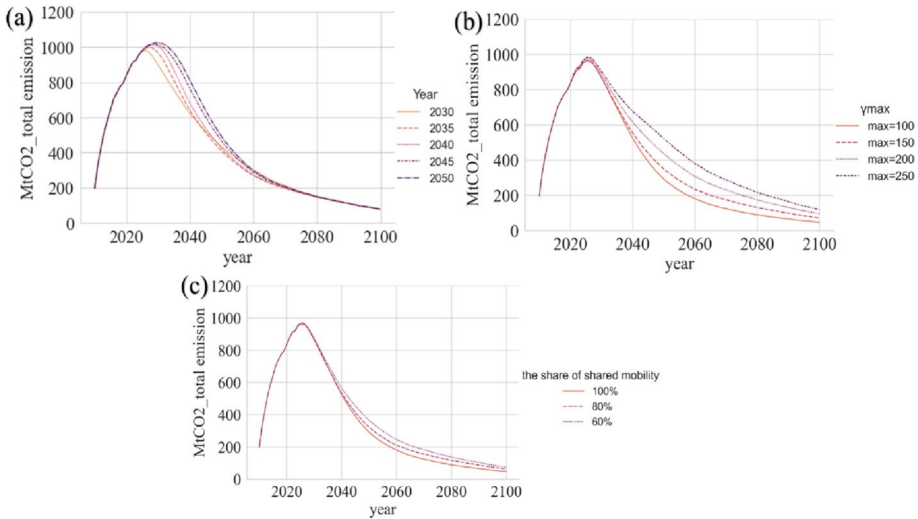 (a)
1200
1000
800
600
400
200
0
MtCO2_total emission
2020
2040
2060
2080
2100
year
Year
2030
2035
2040
2045
2050
(b)
1200
1000
800
600
400
200
0
MtCO2_total emission
2020
2040
2060
2080
2100
year
γmax
max=100
max=150
max=200
max=250
(c)
1200
1000
800
600
400
200
0
MtCO2_total emission
2020
2040
2060
2080
2100
year
the share of shared mobility
100%
80%
60%